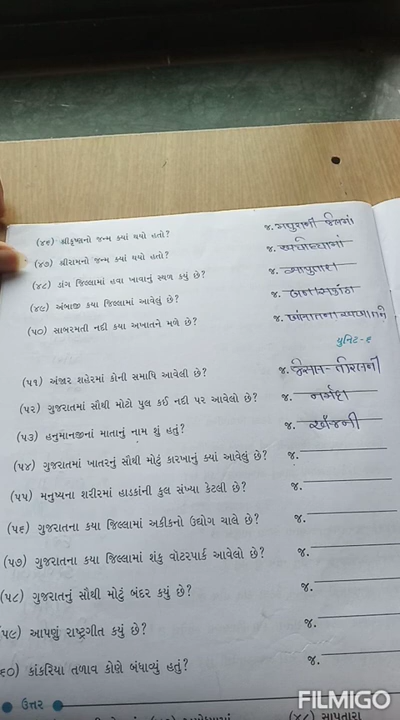 (૪૬) શ્રીકૃષ્ણનો જન્મ ક્યાં થયો હતો? જ. મથુરાની જેલમાં
(૪૭) શ્રીરામનો જન્મ ક્યાં થયો હતો? જ. અયોધ્યામાં
(૪૮) ડાંગ જિલ્લામાં હવા ખાવાનું સ્થળ કયું છે? જ. સાપુતારા
(૪૯) અંબાજી કયા જિલ્લામાં આવેલું છે? જ. બનાસકાંઠા
(૫૦) સાબરમતી નદી કયા અખાતને મળે છે? જ. ખંભાતના અખાતને
યુનિટ-૬
(૫૧) અંજાર શહેરમાં કોની સમાધિ આવેલી છે? જ. જેસલ-તોરલની
(૫૨) ગુજરાતમાં સૌથી મોટો પુલ કઈ નદી પર આવેલો છે? જ. નર્મદા
(૫૩) હનુમાનજીનાં માતાનું નામ શું હતું? જ.
(૫૪) ગુજરાતમાં ખાતરનું સૌથી મોટું કારખાનું ક્યાં આવેલું છે? જ.
(૫૫) મનુષ્યના શરીરમાં હાડકાંની કુલ સંખ્યા કેટલી છે? જ.
(૫૬) ગુજરાતના કયા જિલ્લામાં અકીકનો ઉદ્યોગ ચાલે છે? જ.
(૫૭) ગુજરાતના કયા જિલ્લામાં શંકુ વોટરપાર્ક આવેલો છે? જ.
(૫૮) ગુજરાતનું સૌથી મોટું બંદર કયું છે? જ.
૫૯) આપણું રાષ્ટ્રગીત કયું છે? જ.
૬૦) કાંકરિયા તળાવ કોણે બંધાવ્યું હતું? જ.
ઉત્તર
(૪૮) સાપુતારા
FILMIGO